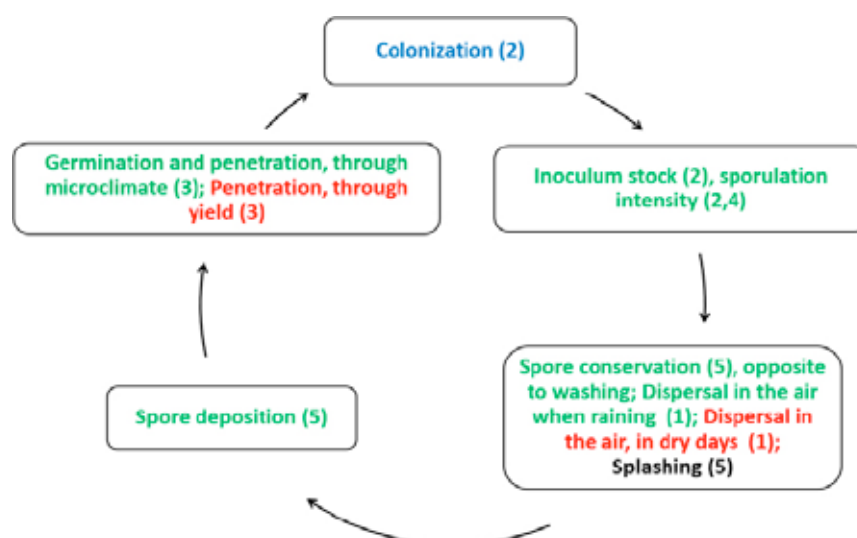 Colonization (2)
Germination and penetration, through
microclimate (3); Penetration, through
yield (3)
Inoculum stock (2), sporulation
intensity (2,4)
Spore conservation (5), opposite
to washing; Dispersal in the air
when raining (1); Dispersal in
the air, in dry days (1);
Splashing (5)
Spore deposition (5)